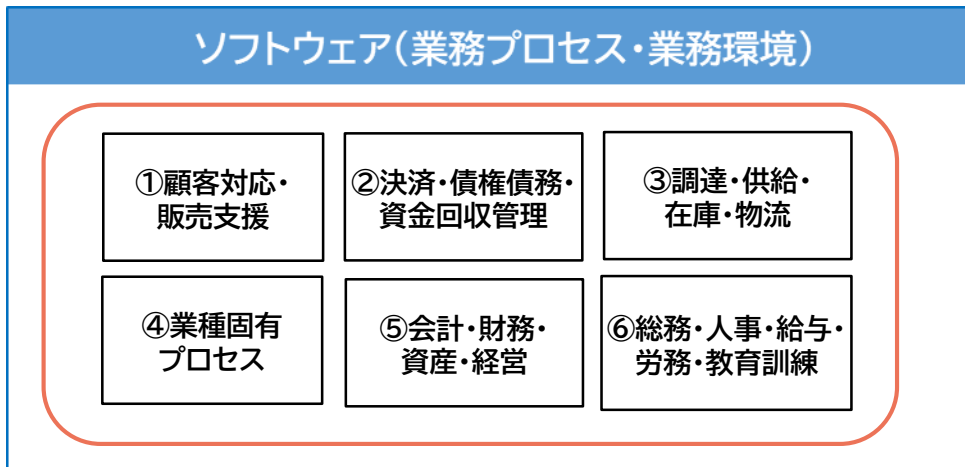 ソフトウェア(業務プロセス・業務環境)
①顧客対応・
販売支援
②決済・債権債務・
資金回収管理
③調達・供給・
在庫・物流
④業種固有
プロセス
⑤会計・財務・
資産・経営
⑥総務・人事・給与・
労務・教育訓練